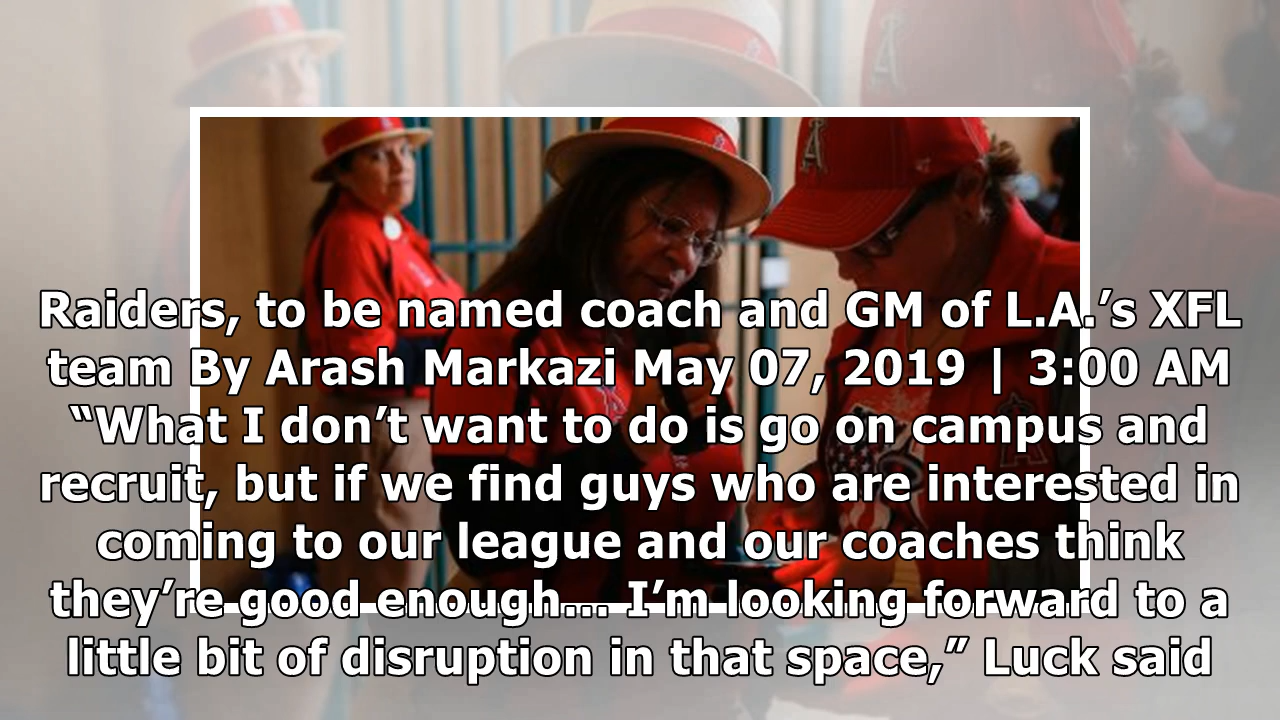 Raiders, to be named coach and GM of L.A.’s XFL
team By Arash Markazi May 07, 2019 | 3:00 AM
“What I don’t want to do is go on campus and
recruit, but if we find guys who are interested in
coming to our league and our coaches think
they’re good enough… I’m looking forward to a
little bit of disruption in that space,” Luck said